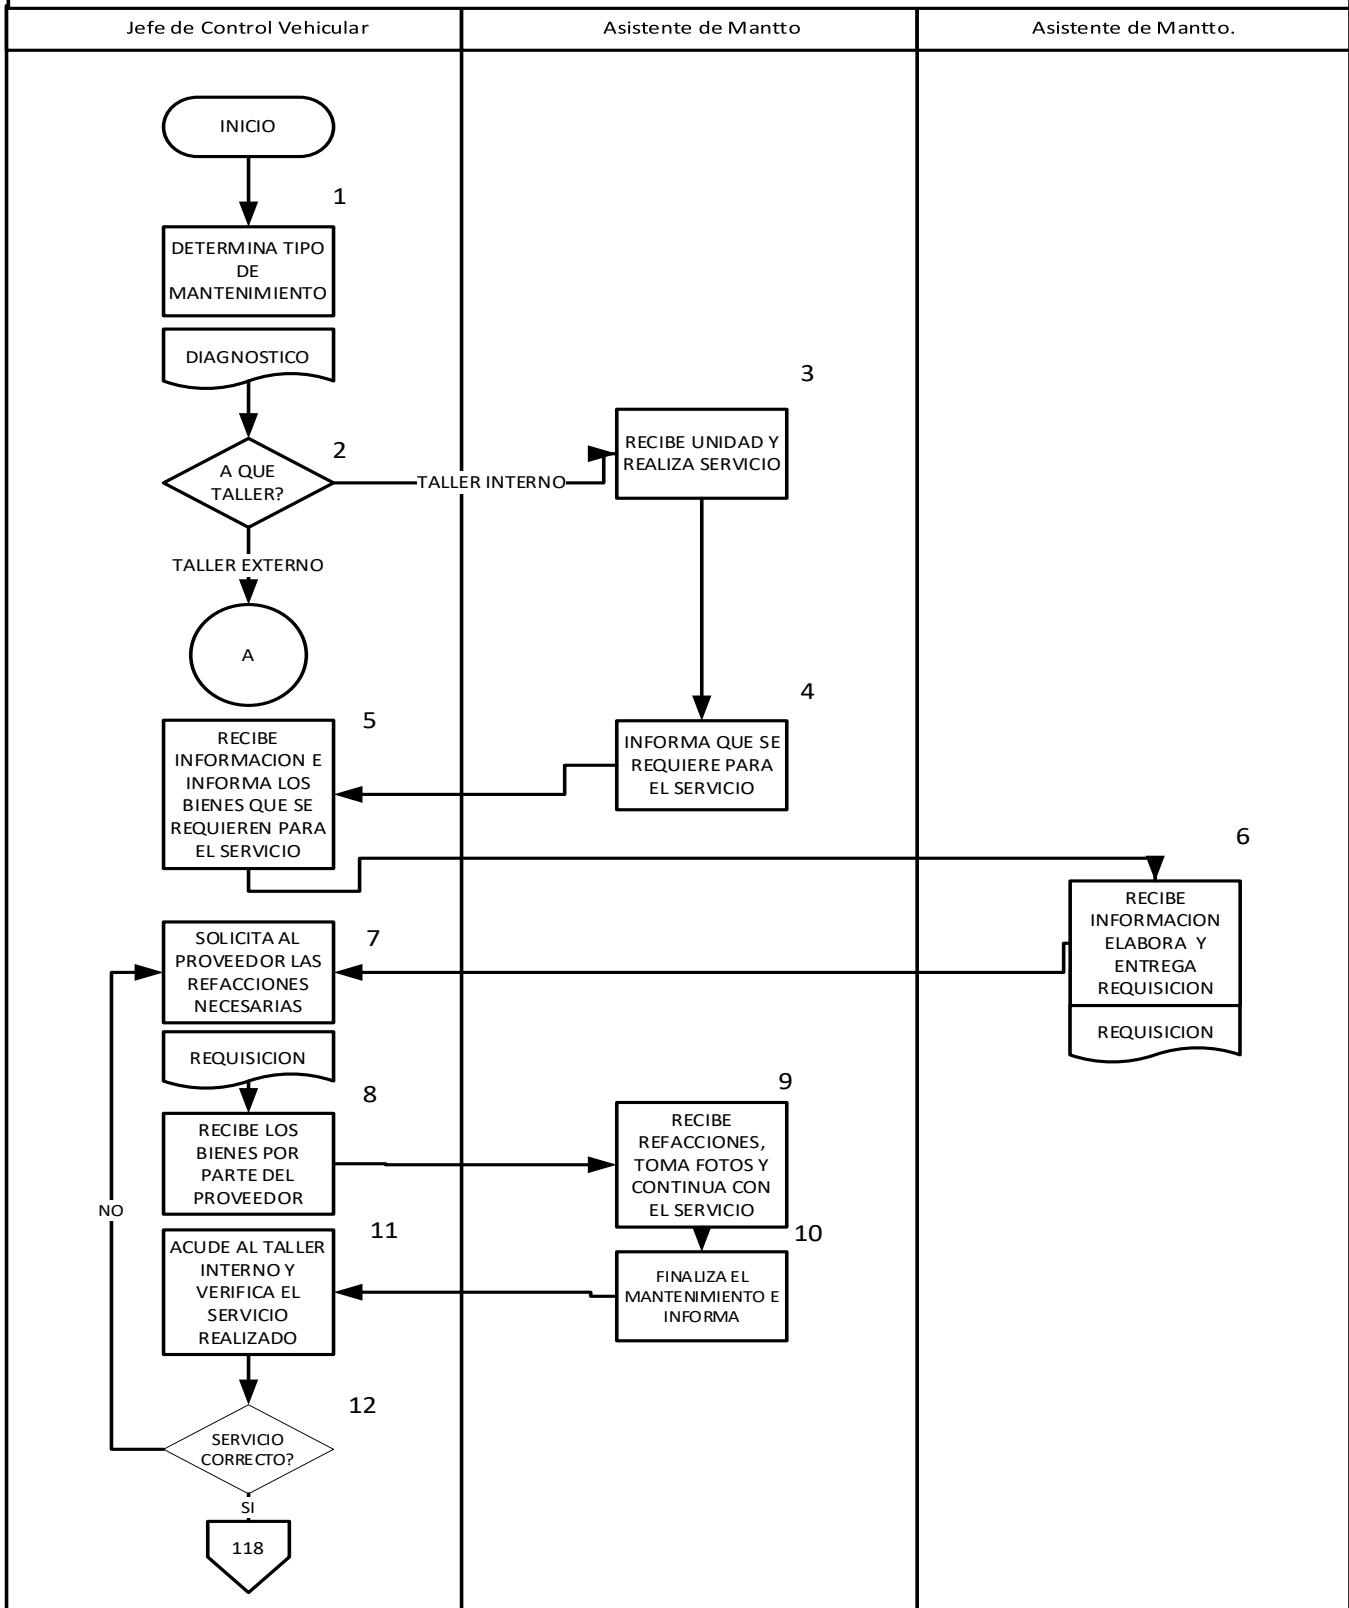 Jefe de Control Vehicular
Asistente de Mantto
Asistente de Mantto.
INICIO
1
DETERMINA TIPO
DE
MANTENIMIENTO
DIAGNOSTICO
2
A QUE
TALLER?
TALLER INTERNO
3
RECIBE UNIDAD Y
REALIZA SERVICIO
TALLER EXTERNO
A
4
INFORMA QUE SE
REQUIERE PARA
EL SERVICIO
5
RECIBE
INFORMACION E
INFORMA LOS
BIENES QUE SE
REQUIEREN PARA
EL SERVICIO
6
RECIBE
INFORMACION
ELABORA Y
ENTREGA
REQUISICION
REQUISICION
7
SOLICITA AL
PROVEEDOR LAS
REFACCIONES
NECESARIAS
REQUISICION
8
RECIBE LOS
BIENES POR
PARTE DEL
PROVEEDOR
9
RECIBE
REFACCIONES,
TOMA FOTOS Y
CONTINUA CON
EL SERVICIO
10
FINALIZA EL
MANTENIMIENTO E
INFORMA
11
ACUDE AL TALLER
INTERNO Y
VERIFICA EL
SERVICIO
REALIZADO
12
SERVICIO
CORRECTO?
NO
SI
118